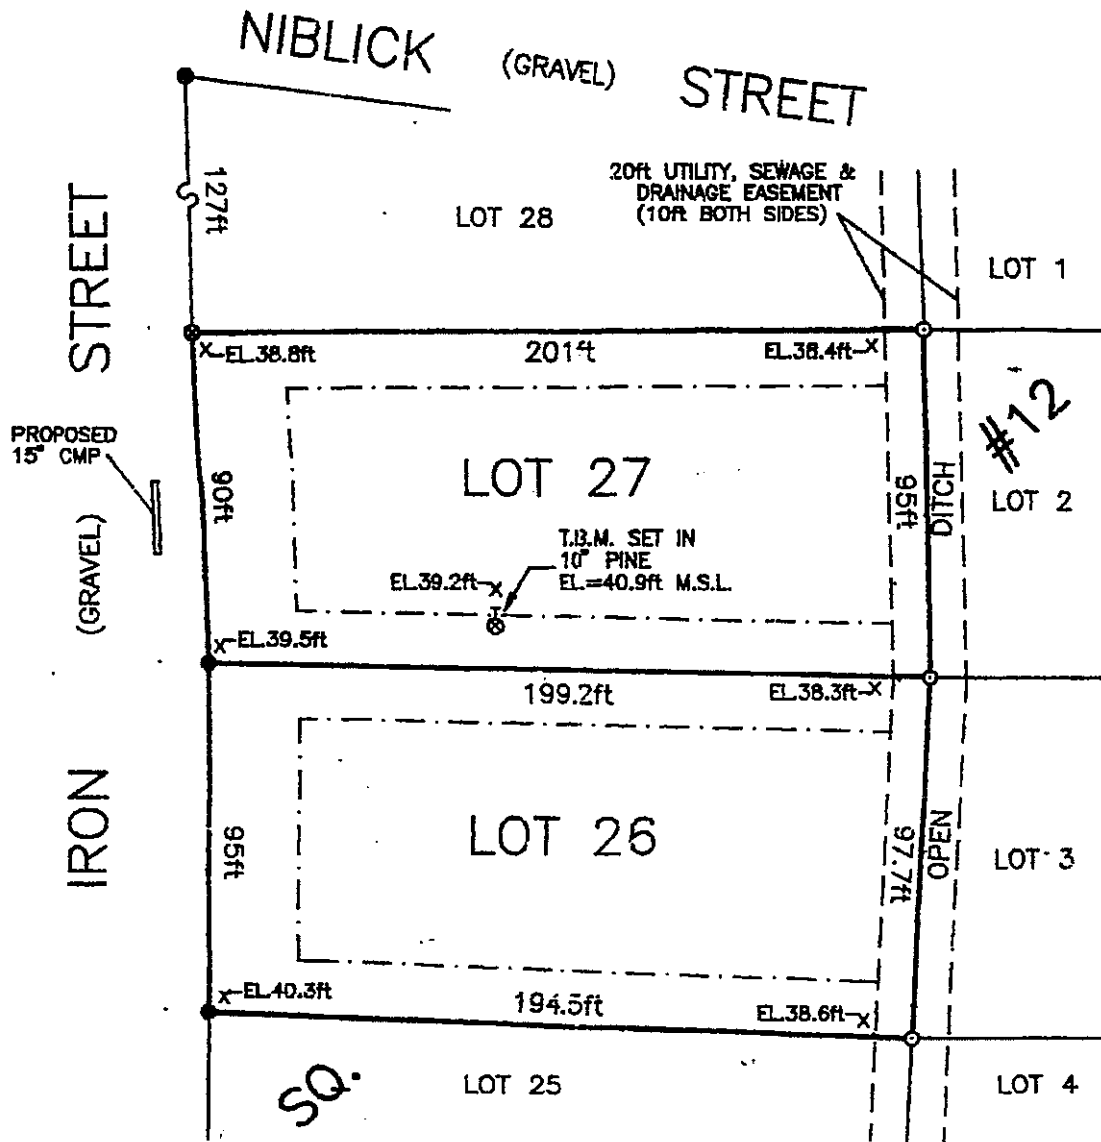 NIBLICK (GRAVEL) STREET
127ft
20ft UTILITY, SEWAGE &
DRAINAGE EASEMENT
(10ft BOTH SIDES)
LOT 28
LOT 1
STREET
EL.38.8ft
201ft
EL.38.4ft
#12
PROPOSED
15" CMP
90ft
LOT 27
95ft
DITCH
LOT 2
(GRAVEL)
T.B.M. SET IN
10" PINE
EL.=40.9ft M.S.L.
EL.39.2ft
EL.39.5ft
199.2ft
EL.38.3ft
IRON
95ft
LOT 26
97.7ft
OPEN
LOT 3
EL.40.3ft
194.5ft
EL.38.6ft
SQ.
LOT 25
LOT 4